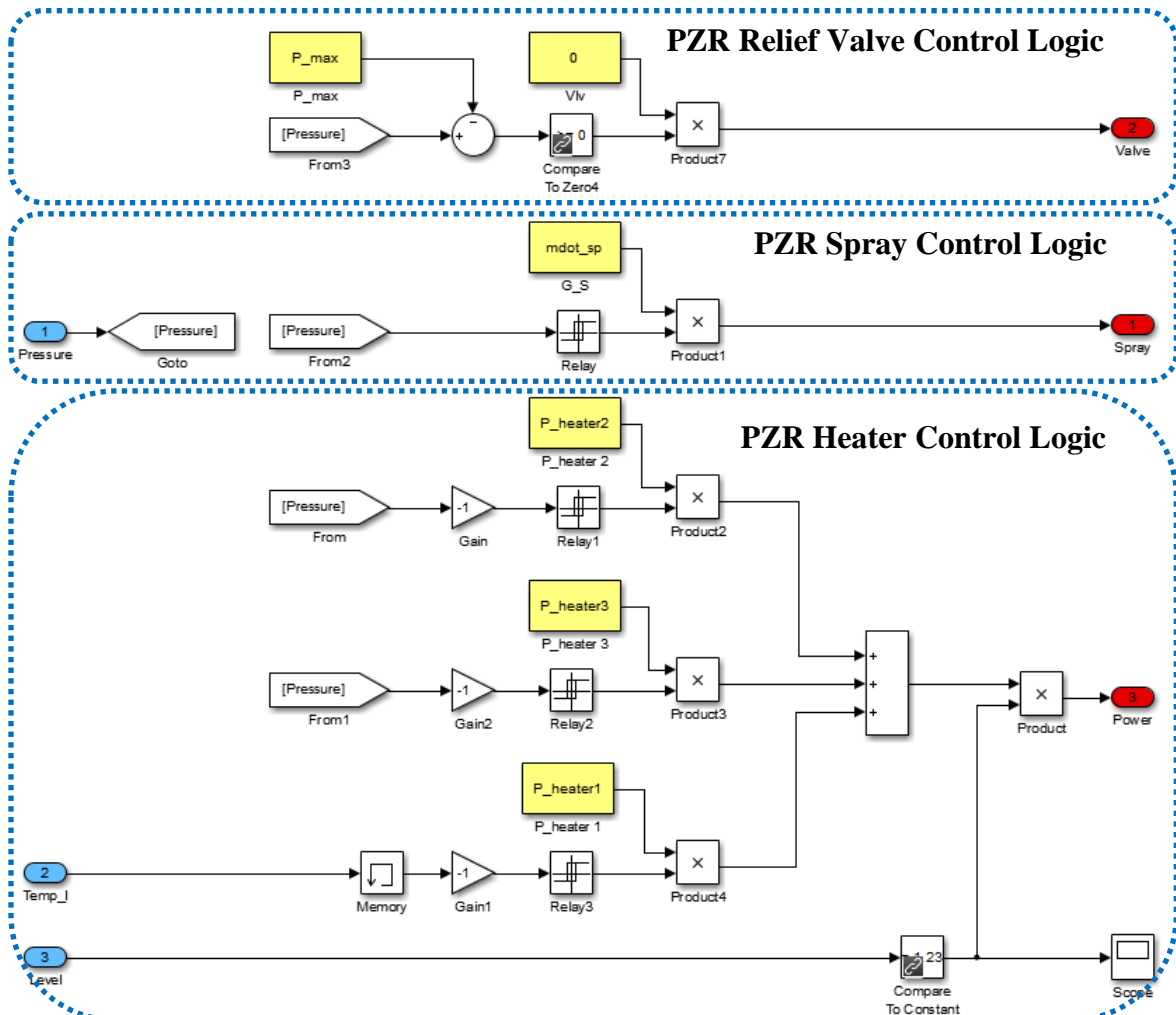 PZR Relief Valve Control Logic
P_max
P_max
0
Vlv
[Pressure]
From3
−
+
0
Compare
To Zero4
×
Product7
2
Valve
PZR Spray Control Logic
mdot_sp
G_S
1
Pressure
[Pressure]
Goto
[Pressure]
From2
Relay
×
Product1
1
Spray
PZR Heater Control Logic
P_heater2
P_heater 2
[Pressure]
From
-1
Gain
Relay1
×
Product2
P_heater3
P_heater 3
[Pressure]
From1
-1
Gain2
Relay2
×
Product3
+
+
+
×
Product
3
Power
P_heater1
P_heater 1
2
Temp_l
Memory
-1
Gain1
Relay3
×
Product4
3
Level
23
Compare
To Constant
Scope